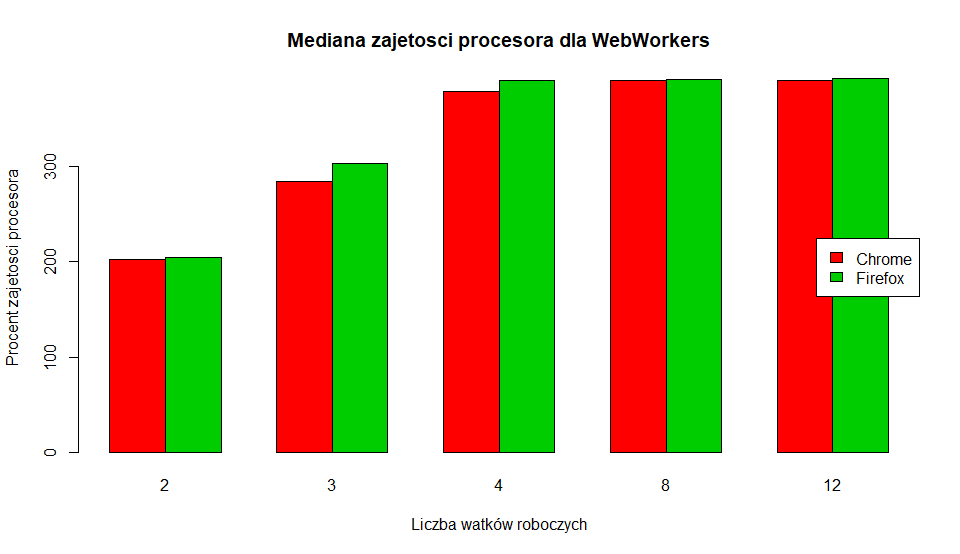 Mediana zajetosci procesora dla WebWorkers
Procent zajetosci procesora
300
200
100
0
Chrome
Firefox
2 3 4 8 12
Liczba watków roboczych